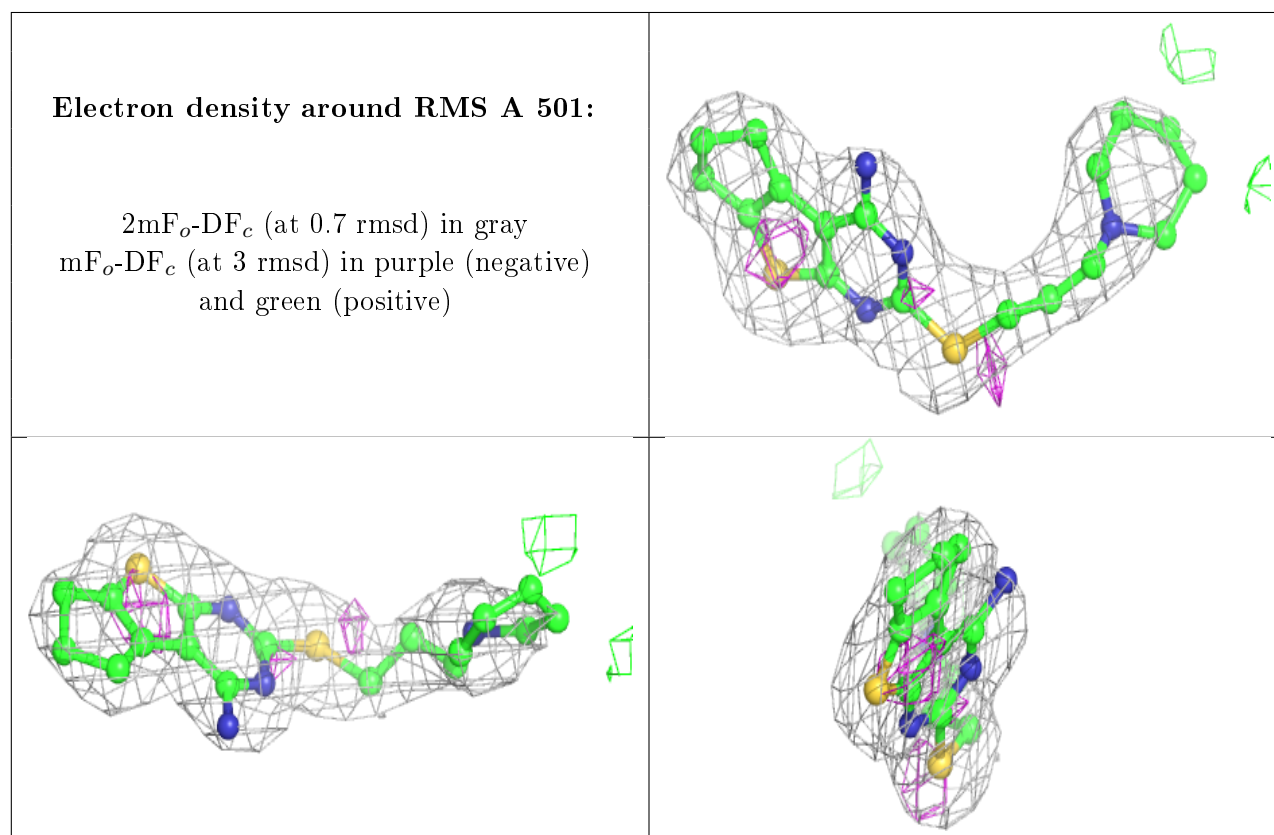 Electron density around RMS A 501:
2mFₒ-DF𝒸 (at 0.7 rmsd) in gray
mFₒ-DF𝒸 (at 3 rmsd) in purple (negative)
and green (positive)